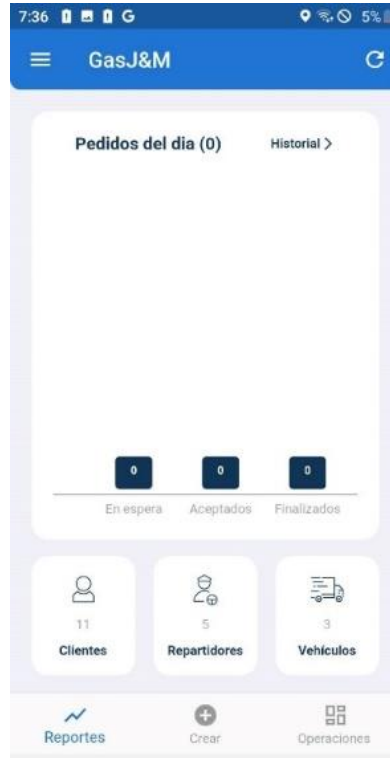 7:36 G 5%
GasJ&M
Pedidos del dia (0) Historial >
0 0 0
En espera Aceptados Finalizados
11 5 3
Clientes Repartidores Vehículos
Reportes Crear Operaciones